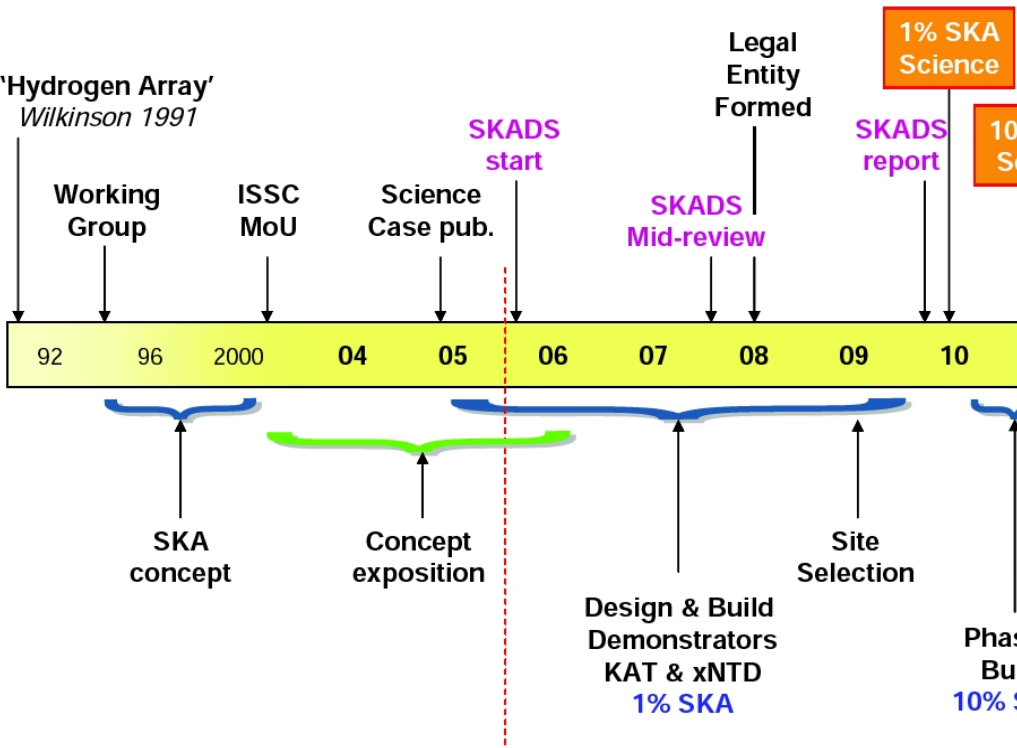 'Hydrogen Array'
Wilkinson 1991
Working
Group
ISSC
MoU
Science
Case pub.
SKADS
start
SKADS
Mid-review
Legal
Entity
Formed
SKADS
report
1% SKA
Science
10
92 96 2000 04 05 06 07 08 09 10
SKA
concept
Concept
exposition
Design & Build
Demonstrators
KAT & xNTD
1% SKA
Site
Selection
10%